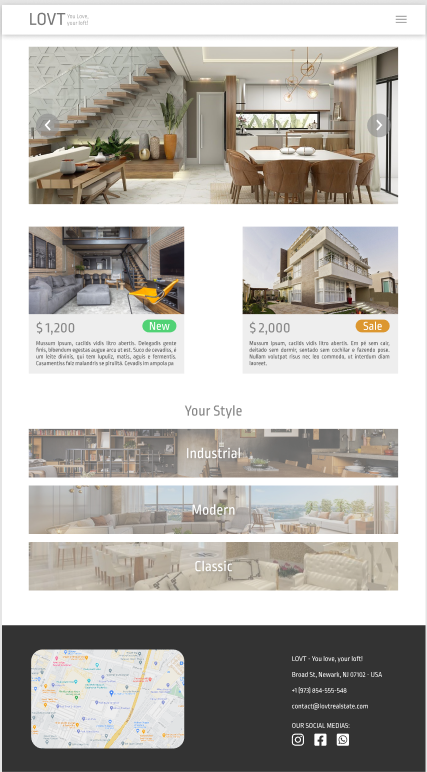 LOVT
You Love,
your loft!
$ 1,200
New
Mussum Ipsum, cacilds vidis litro abertis. Delegadis gente
finis, bibendum egestas augue arcu ut est. Suco de cevadiss, é
um leite divinis, qui tem lupuliz, matis, aguis e fermentis.
Casamentiss faiz malandris se pirulitá. Cevadis im ampola pa
$ 2,000
Sale
Mussum Ipsum, cacilds vidis litro abertis. Em pé sem cair,
deitado sem dormir, sentado sem cochilar e fazendo pose.
Nullam volutpat risus nec leo commodo, ut interdum diam
laoreet.
Your Style
Industrial
Modern
Classic
LOVT - You love, your loft!
Broad St, Newark, NJ 07102 - USA
+1 (973) 854-555-548
contact@lovtrealstate.com
OUR SOCIAL MEDIAS: